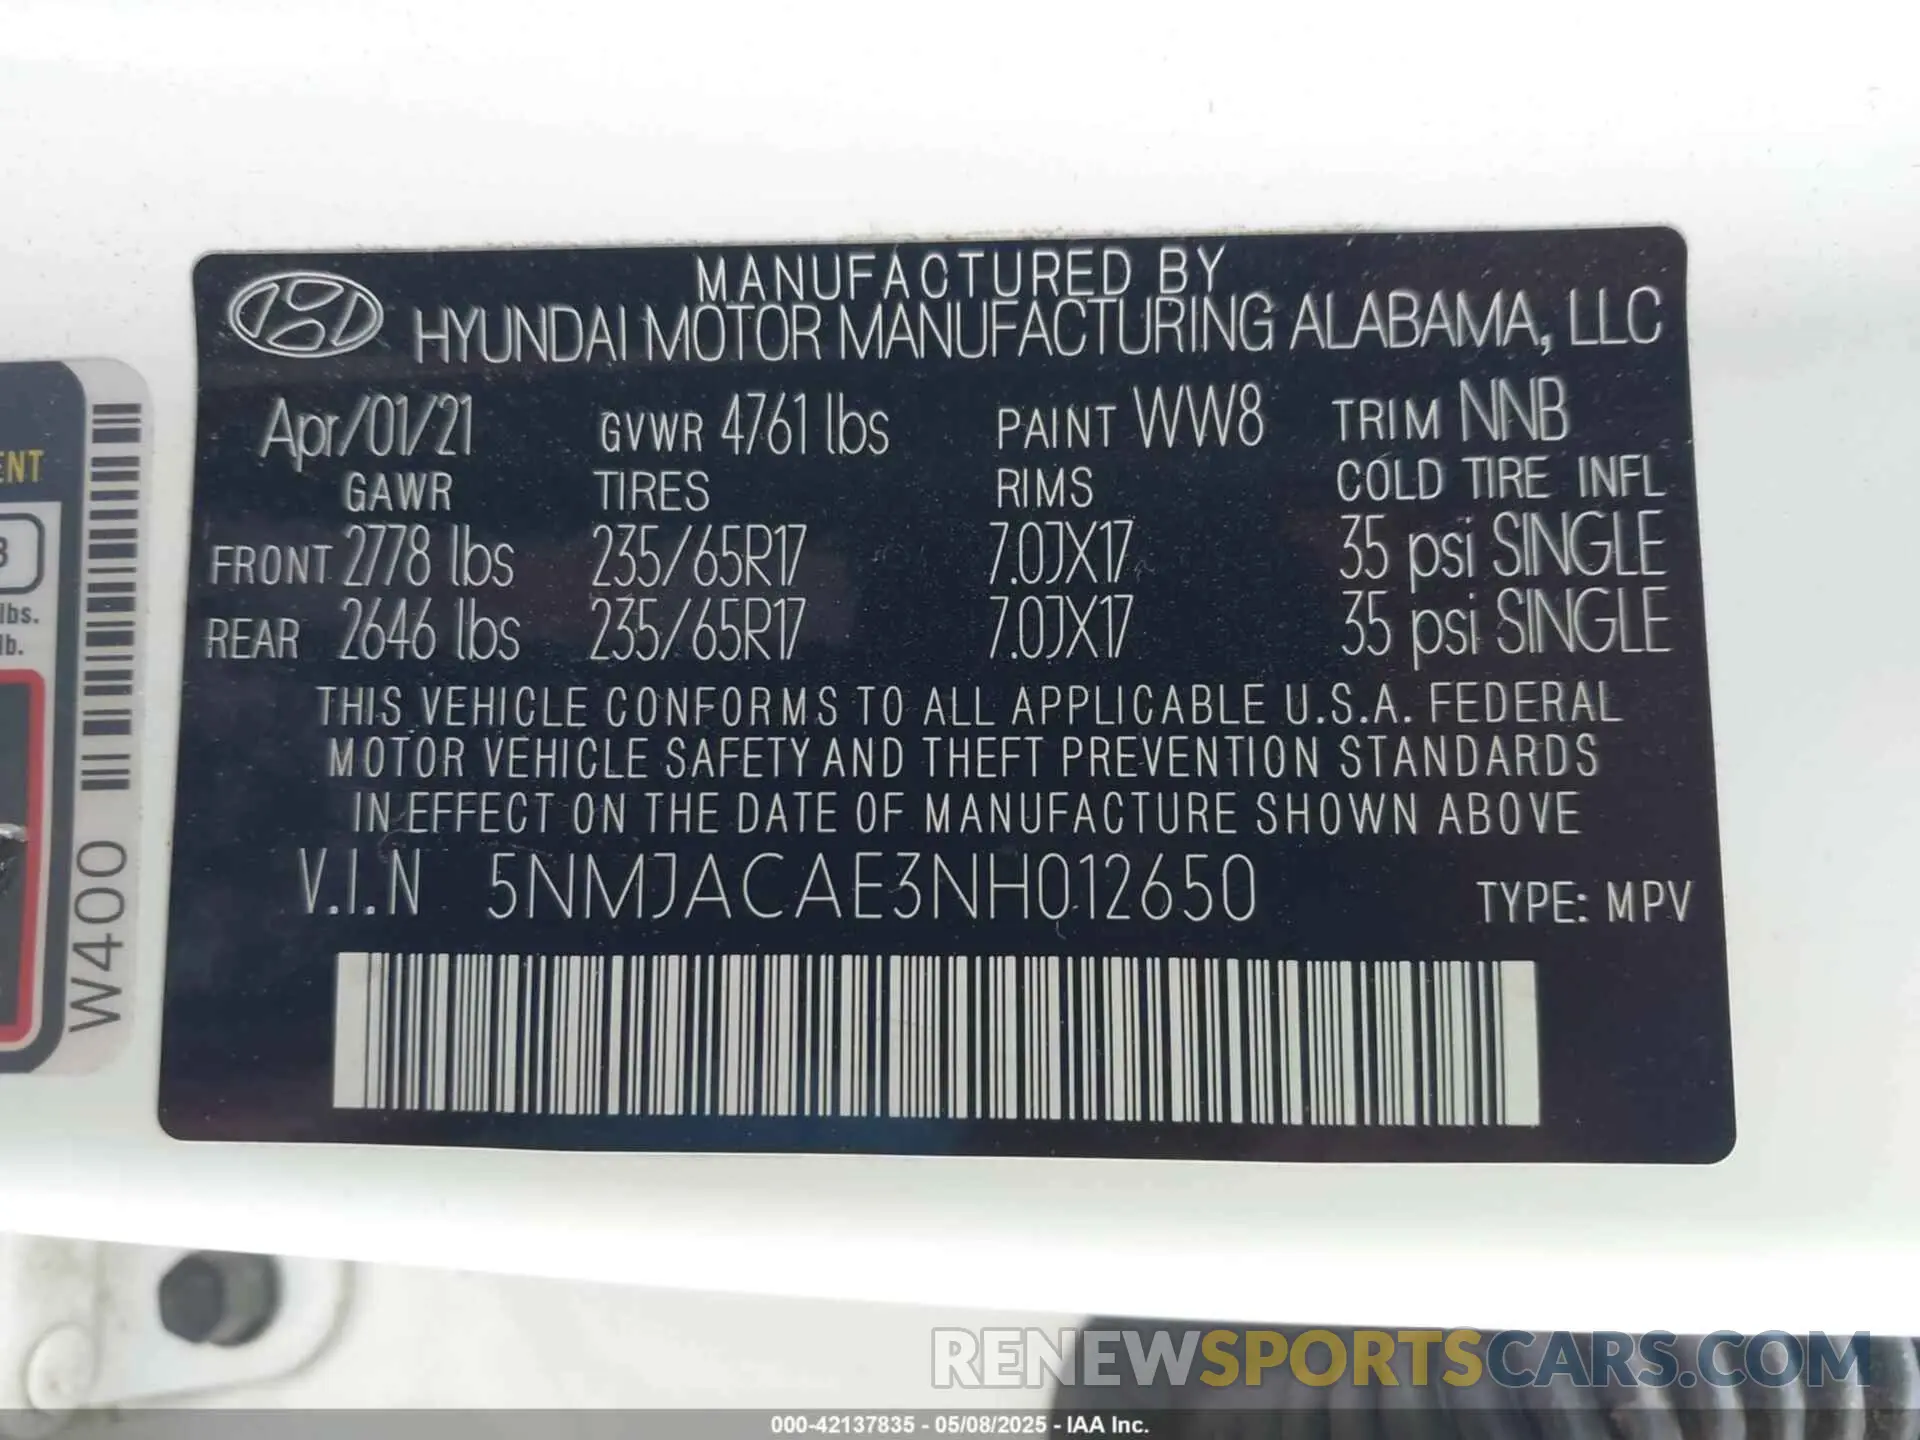 MANUFACTURED BY
HYUNDAI MOTOR MANUFACTURING ALABAMA, LLC
Apr/01/21 GVWR 4761 lbs PAINT WW8 TRIM NNB
GAWR TIRES RIMS COLD TIRE INFL
FRONT 2778 lbs 235/65R17 7.0JX17 35 psi SINGLE
REAR 2646 lbs 235/65R17 7.0JX17 35 psi SINGLE
THIS VEHICLE CONFORMS TO ALL APPLICABLE U.S.A. FEDERAL
MOTOR VEHICLE SAFETY AND THEFT PREVENTION STANDARDS
IN EFFECT ON THE DATE OF MANUFACTURE SHOWN ABOVE
V.I.N 5NMJACAE3NH012650 TYPE: MPV
ENT
lbs.
lb.
W400
RENEWSPORTSCARS.COM
000-42137835 - 05/08/2025 - IAA Inc.